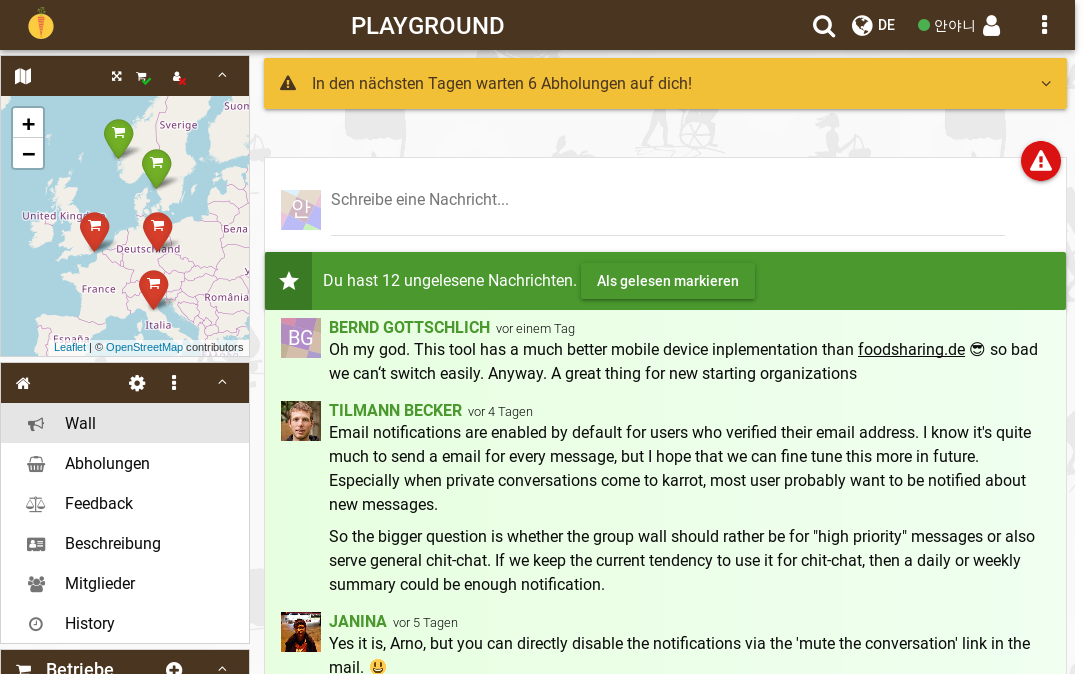 PLAYGROUND
DE
안야니
In den nächsten Tagen warten 6 Abholungen auf dich!
+
−
Suom
Sverige
United Kingdom
Deutschland
Бела
France
România
Italia
España
Leaflet | © OpenStreetMap contributors
Wall
Abholungen
Feedback
Beschreibung
Mitglieder
History
Betriebe
안
Schreibe eine Nachricht...
Du hast 12 ungelesene Nachrichten. Als gelesen markieren
BG
BERND GOTTSCHLICH vor einem Tag
Oh my god. This tool has a much better mobile device inplementation than foodsharing.de 😎 so bad
we can‘t switch easily. Anyway. A great thing for new starting organizations
TILMANN BECKER vor 4 Tagen
Email notifications are enabled by default for users who verified their email address. I know it's quite
much to send a email for every message, but I hope that we can fine tune this more in future.
Especially when private conversations come to karrot, most user probably want to be notified about
new messages.
So the bigger question is whether the group wall should rather be for "high priority" messages or also
serve general chit-chat. If we keep the current tendency to use it for chit-chat, then a daily or weekly
summary could be enough notification.
JANINA vor 5 Tagen
Yes it is, Arno, but you can directly disable the notifications via the 'mute the conversation' link in the
mail. 😃